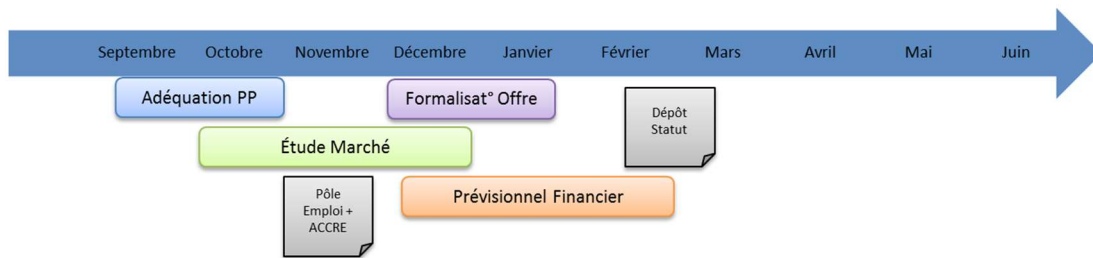 Septembre Octobre Novembre Décembre Janvier Février Mars Avril Mai Juin
Adéquation PP
Formalisat° Offre
Dépôt
Statut
Étude Marché
Pôle
Emploi +
ACCRE
Prévisionnel Financier